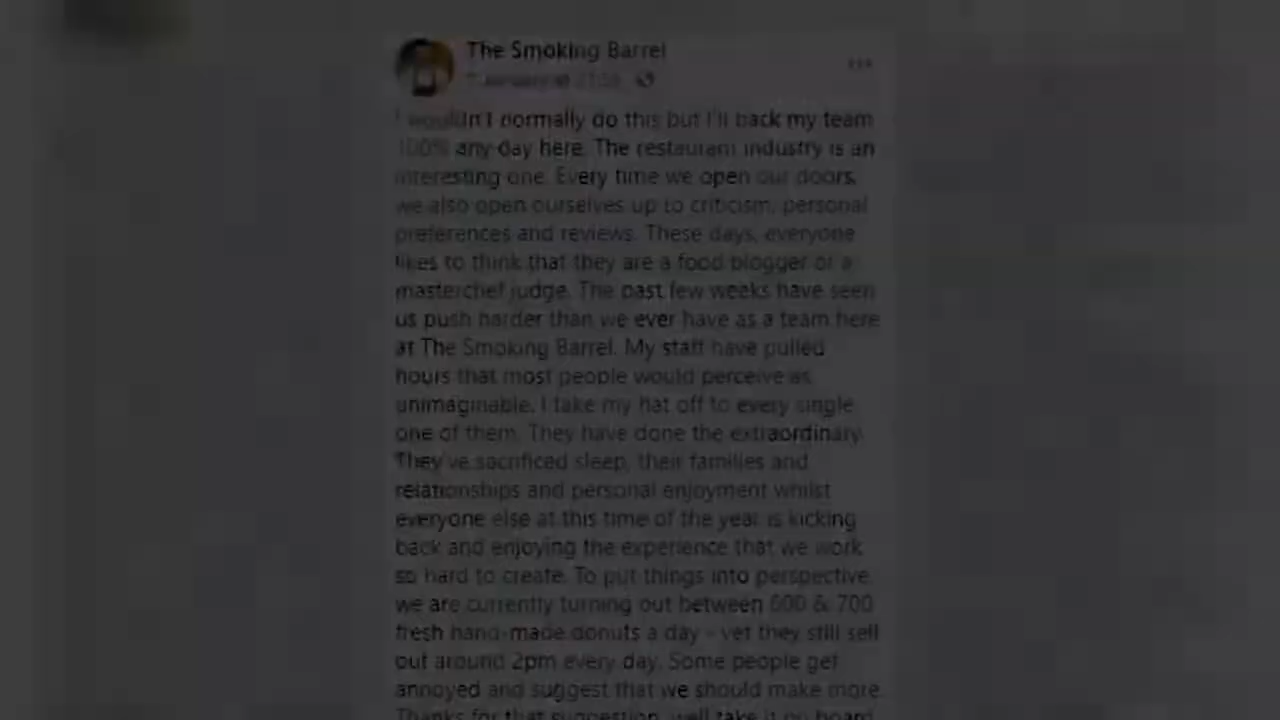 The Smoking Barrel
I wouldn't normally do this but I'll back my team
100% any day here. The restaurant industry is an
interesting one. Every time we open our doors,
we also open ourselves up to criticism, personal
preferences and reviews. These days, everyone
likes to think that they are a food blogger or a
masterchef judge. The past few weeks have seen
us push harder than we ever have as a team here
at The Smoking Barrel. My staff have pulled
hours that most people would perceive as
unimaginable. I take my hat off to every single
one of them. They have done the extraordinary.
They've sacrificed sleep, their families and
relationships and personal enjoyment whilst
everyone else at this time of the year is kicking
back and enjoying the experience that we work
so hard to create. To put things into perspective,
we are currently turning out between 600 & 700
fresh hand-made donuts a day - yet they still sell
out around 2pm every day. Some people get
annoyed and suggest that we should make more.
Thanks for that suggestion, well take it on board